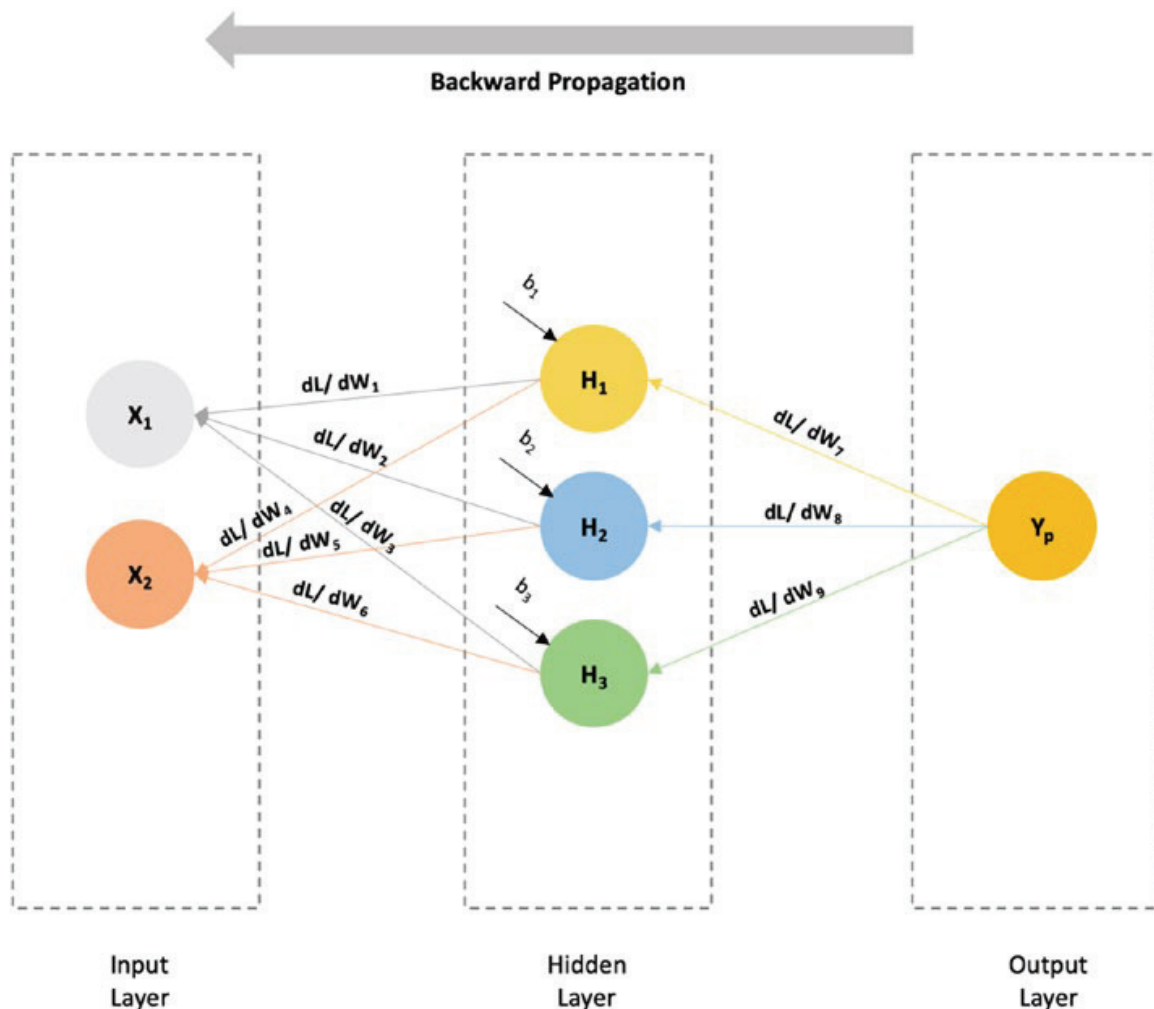 Backward Propagation
b₁
X₁
dL/ dW₁
H₁
dL/ dW₂
dL/ dW₇
b₂
dL/ dW₄
dL/ dW₃
H₂
dL/ dW₈
Yₚ
X₂
dL/ dW₅
dL/ dW₆
b₃
dL/ dW₉
H₃
Input
Layer
Hidden
Layer
Output
Layer